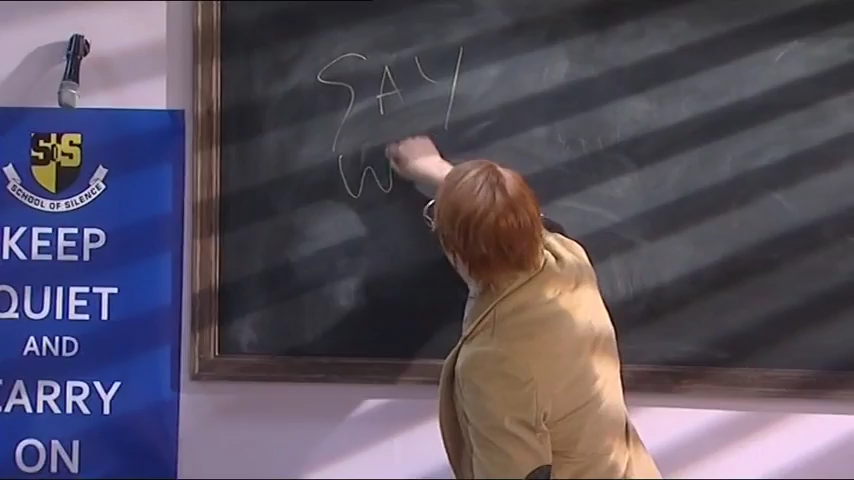 SAY
W
SOS
SCHOOL OF SILENCE
KEEP
QUIET
AND
CARRY
ON